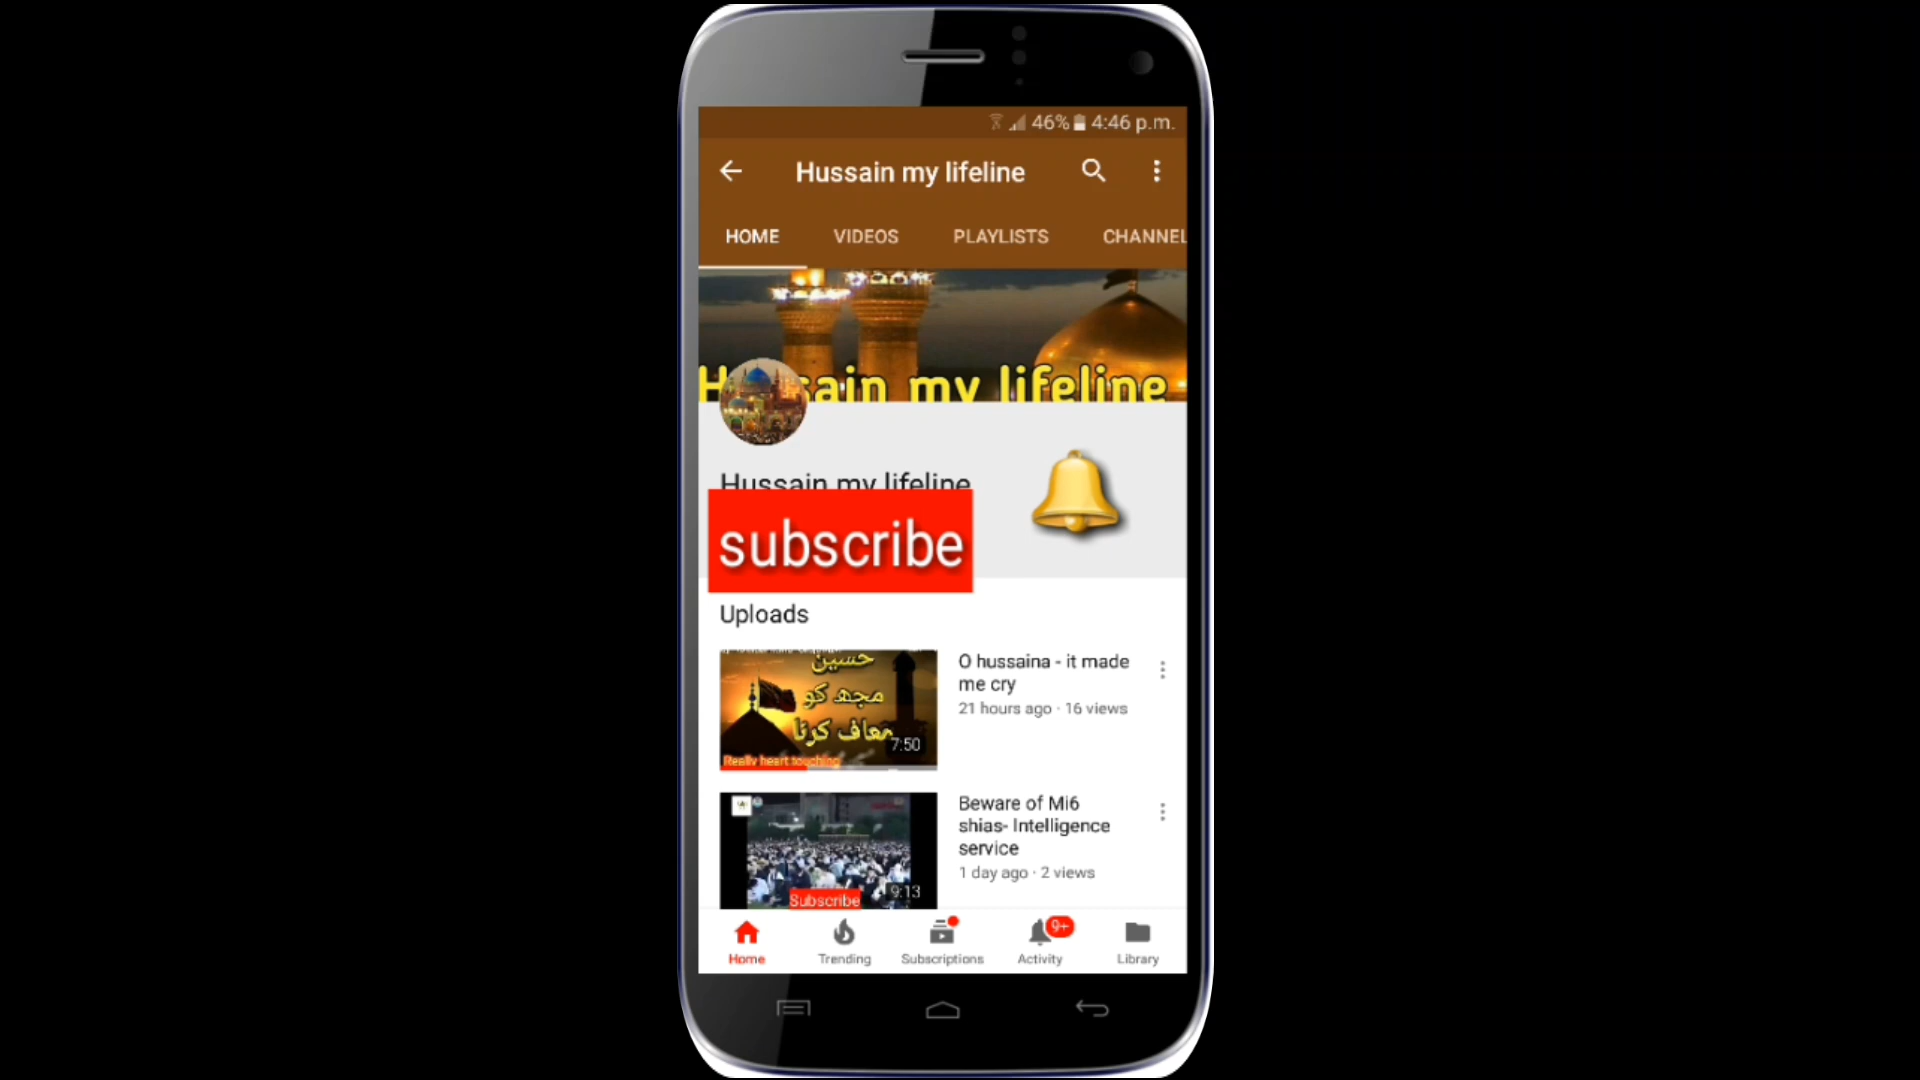 46% 4:46 p.m.
Hussain my lifeline
HOME VIDEOS PLAYLISTS CHANNEL
Hussain my lifeline
Hussain my lifeline
subscribe
Uploads
حسین
مجھ کو
معاف کرنا
7:50
Really heart touching
O hussaina - it made
me cry
21 hours ago · 16 views
Beware of Mi6
shias- Intelligence
service
1 day ago · 2 views
9:13
Subscribe
9+
Home Trending Subscriptions Activity Library